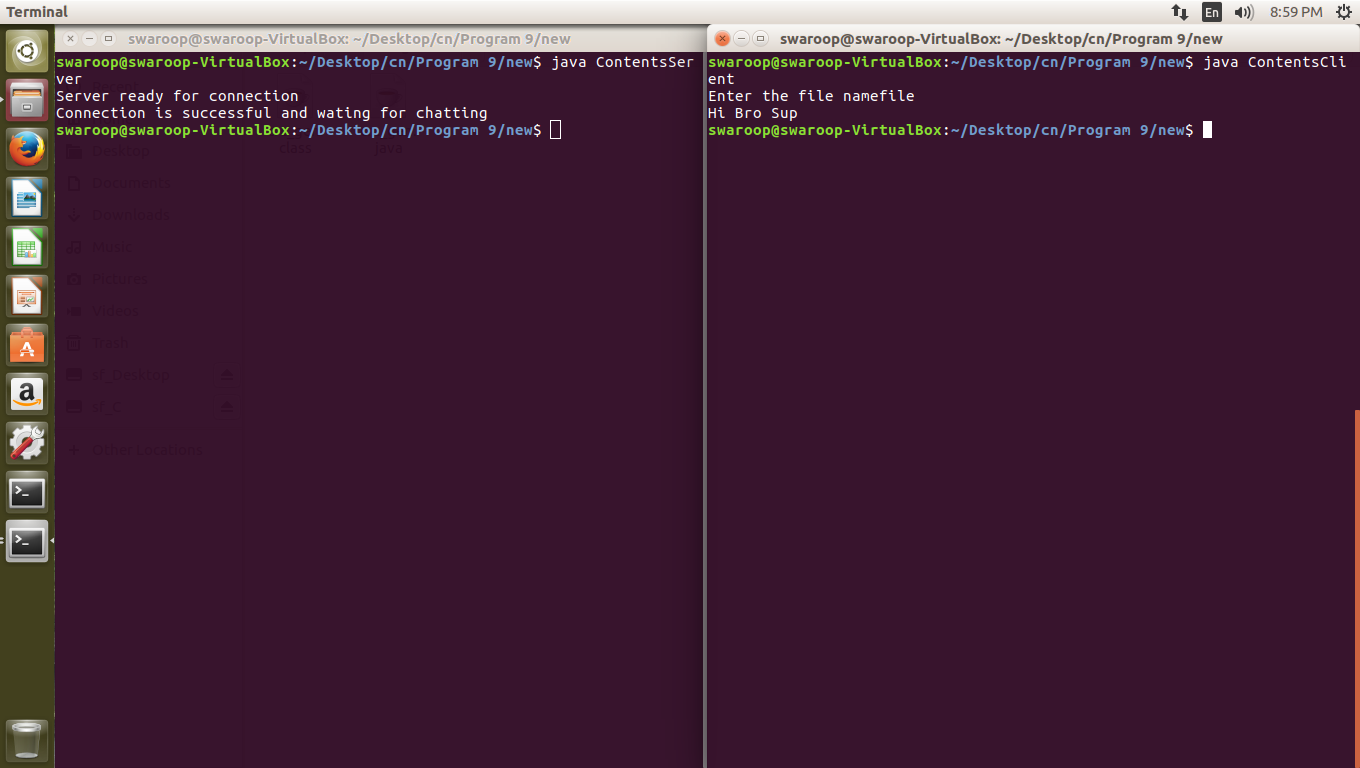 Terminal
En
8:59 PM
swaroop@swaroop-VirtualBox: ~/Desktop/cn/Program 9/new
swaroop@swaroop-VirtualBox:~/Desktop/cn/Program 9/new$ java ContentsSer
ver
Server ready for connection
Connection is successful and wating for chatting
swaroop@swaroop-VirtualBox:~/Desktop/cn/Program 9/new$
Desktop
Documents
Downloads
Music
Pictures
Videos
Trash
sf_Desktop
sf_C
Other Locations
class
java
swaroop@swaroop-VirtualBox: ~/Desktop/cn/Program 9/new
swaroop@swaroop-VirtualBox:~/Desktop/cn/Program 9/new$ java ContentsCli
ent
Enter the file namefile
Hi Bro Sup
swaroop@swaroop-VirtualBox:~/Desktop/cn/Program 9/new$